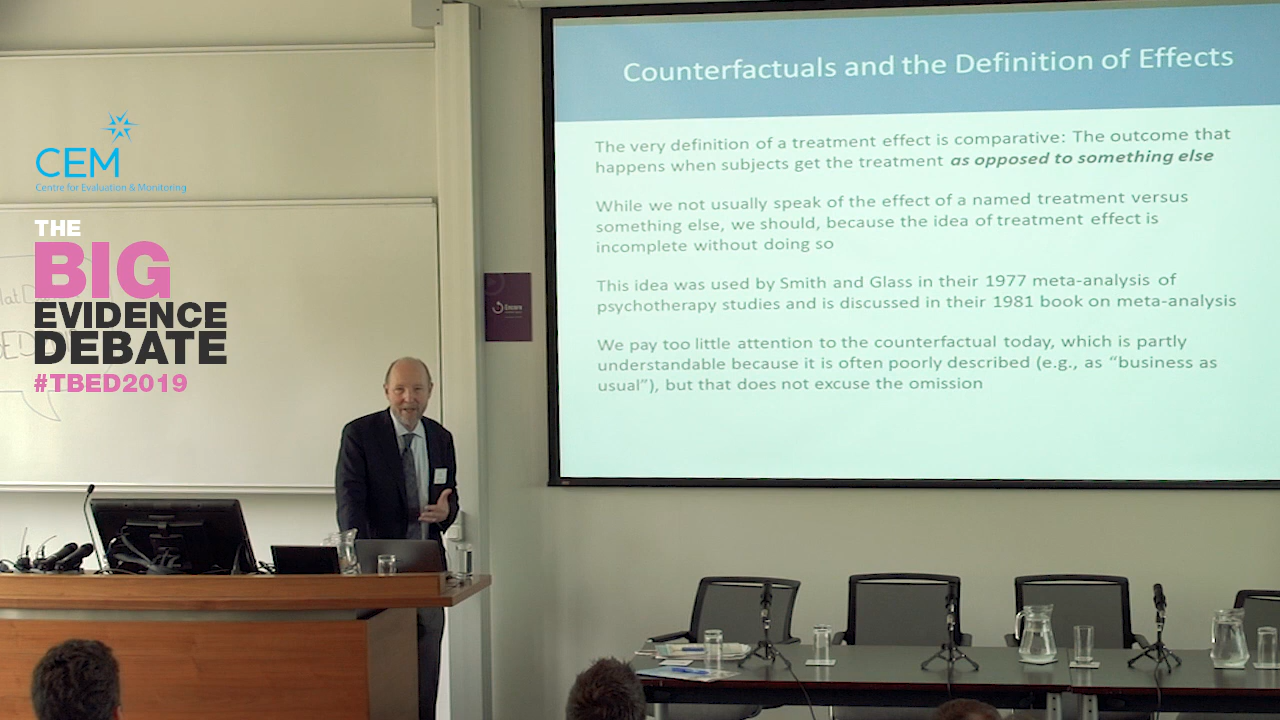 CEM
Centre for Evaluation & Monitoring
THE
BIG
EVIDENCE
DEBATE
#TBED2019
Counterfactuals and the Definition of Effects
The very definition of a treatment effect is comparative: The outcome that
happens when subjects get the treatment as opposed to something else
While we not usually speak of the effect of a named treatment versus
something else, we should, because the idea of treatment effect is
incomplete without doing so
This idea was used by Smith and Glass in their 1977 meta-analysis of
psychotherapy studies and is discussed in their 1981 book on meta-analysis
We pay too little attention to the counterfactual today, which is partly
understandable because it is often poorly described (e.g., as “business as
usual”), but that does not excuse the omission